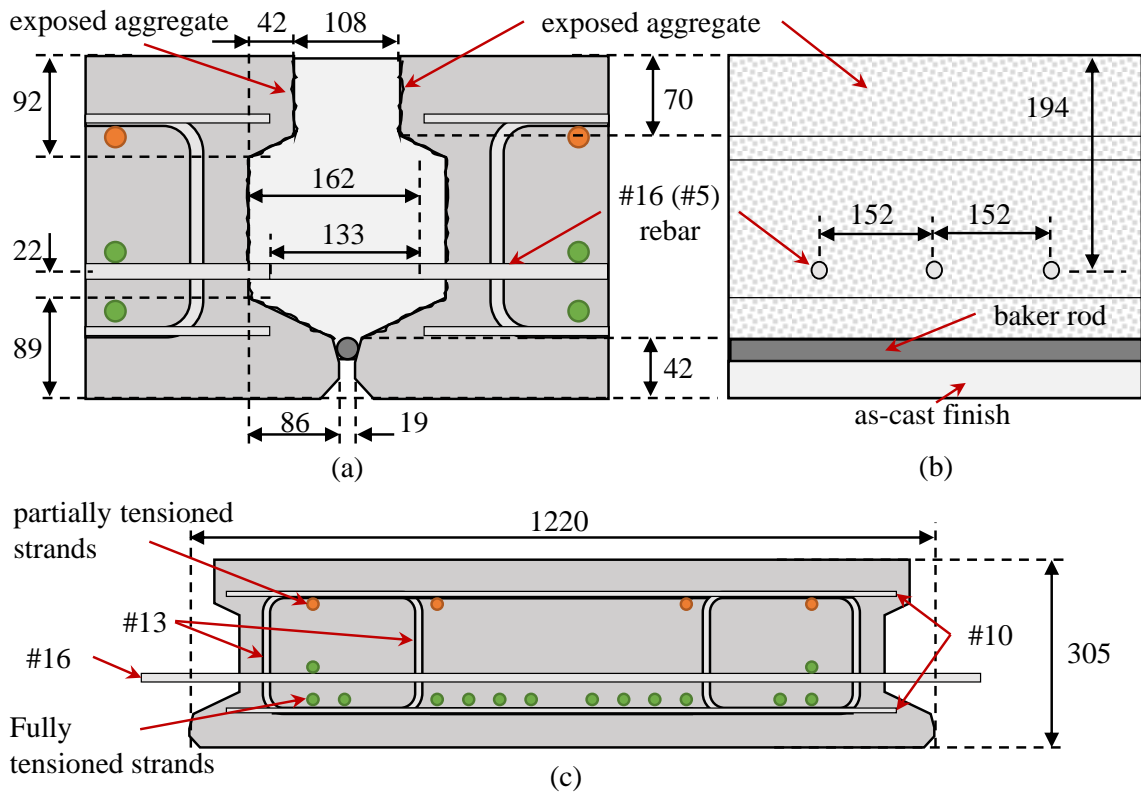 exposed aggregate
42
108
exposed aggregate
92
70
194
162
#16 (#5)
rebar
152
152
133
22
89
baker rod
42
86
19
as-cast finish
(a)
(b)
partially tensioned
strands
1220
#13
#10
#16
305
Fully
tensioned strands
(c)